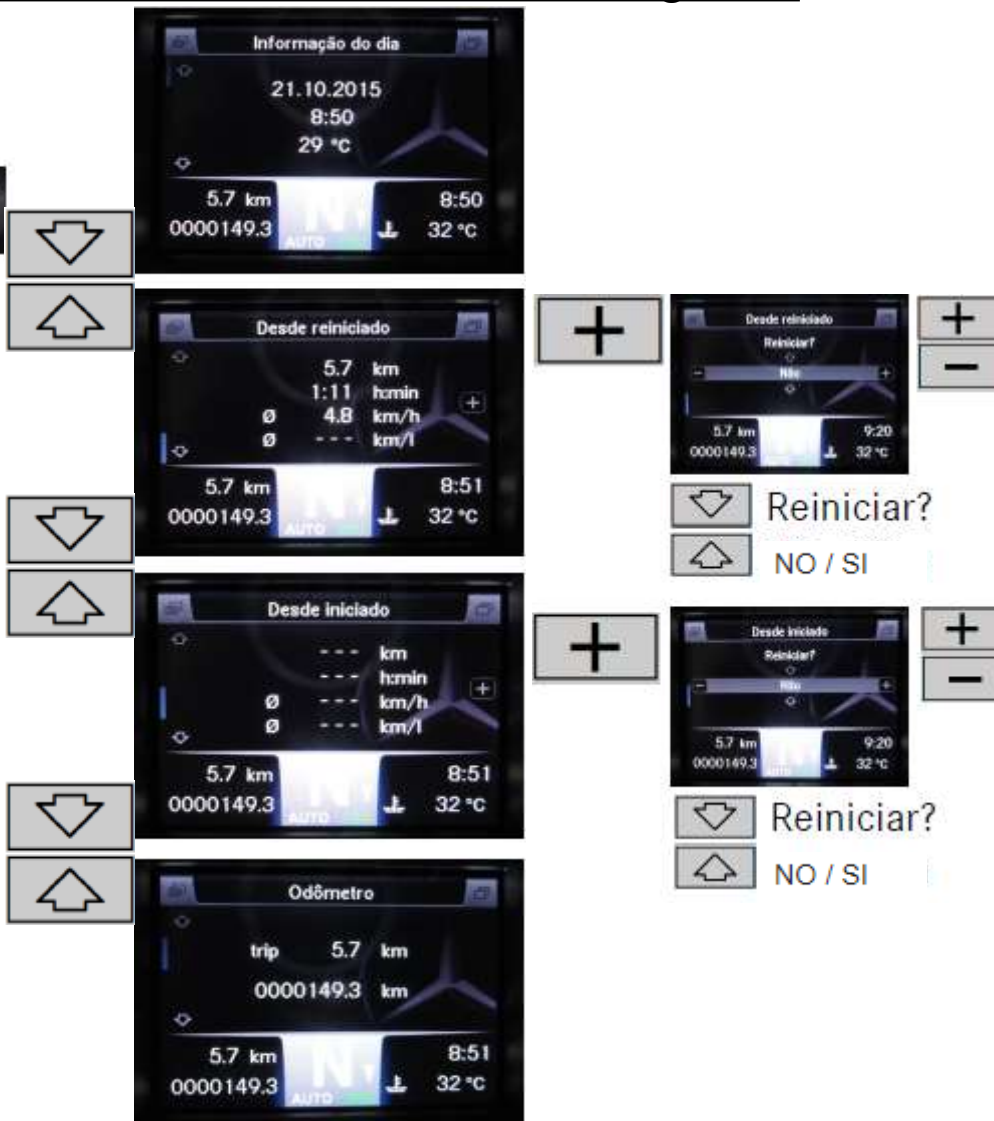 Informação do dia
21.10.2015
8:50
29 °C
5.7 km 8:50
0000149.3 32 °C
AUTO
Desde reiniciado
5.7 km
1:11 h:min
Ø 4.8 km/h
Ø --- km/l
5.7 km N 8:51
0000149.3 32 °C
AUTO
Desde reiniciado
Reiniciar?
Não
5.7 km 9:20
0000149.3 32 °C
Reiniciar?
NO / SI
Desde iniciado
--- km
--- h:min
Ø --- km/h
Ø --- km/l
5.7 km N 8:51
0000149.3 32 °C
AUTO
Desde iniciado
Reiniciar?
Não
5.7 km 9:20
0000149.3 32 °C
Reiniciar?
NO / SI
Odômetro
trip 5.7 km
0000149.3 km
5.7 km N 8:51
0000149.3 32 °C
AUTO